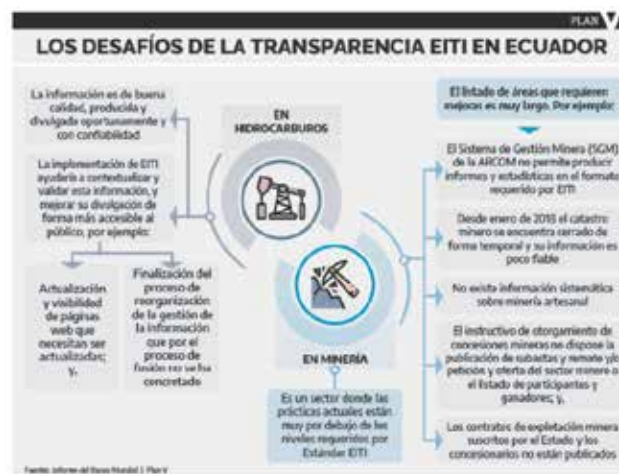 PLAN V
LOS DESAFÍOS DE LA TRANSPARENCIA EITI EN ECUADOR
La información es de buena
calidad, producida y
divulgada oportunamente y
con confiabilidad
La implementación de EITI
ayudaría a contextualizar y
validar esta información, y
mejorar su divulgación de
forma más accesible al
público, por ejemplo:
Actualización
y visibilidad
de páginas
web que
necesitan ser
actualizadas;
y,
Finalización del
proceso de
reorganización
de la gestión de
la información
que por el
proceso de
fusión no se ha
concretado
EN
HIDROCARBUROS
EN MINERÍA
Es un sector donde las
prácticas actuales están
muy por debajo de los
niveles requeridos por
Estándar EITI
El listado de áreas que requieren
mejoras es muy largo. Por ejemplo:
El Sistema de Gestión Minera (SGM)
de la ARCOM no permite producir
informes y estadísticas en el formato
requerido por EITI
Desde enero de 2018 el catastro
minero se encuentra cerrado de
forma temporal y su información es
poco fiable
No existe información sistemática
sobre minería artesanal
El instructivo de otorgamiento de
concesiones mineras no dispone la
publicación de subastas y remate y/o
petición y oferta del sector minero o
el listado de participantes y
ganadores; y,
Los contratos de explotación minera
suscritos por el Estado y los
concesionarios no están publicados
Fuente: Informe del Banco Mundial | Plan V